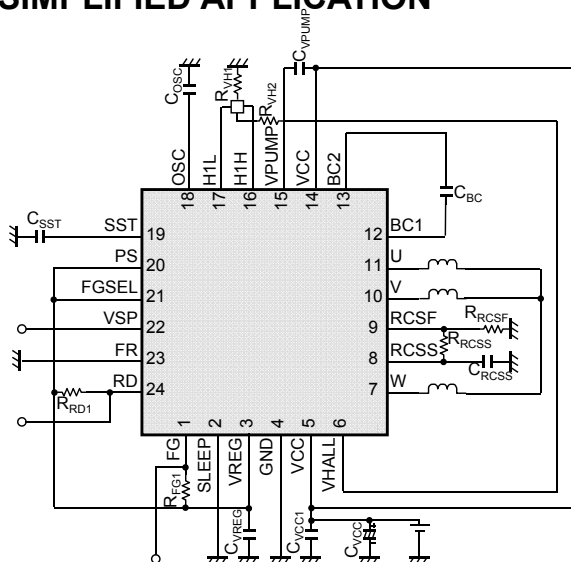 SIMPLIFIED APPLICATION
CVPUMP
COSC
RVH1
RVH2
OSC
H1L
H1H
VPUMP
VCC
BC2
18
17
16
15
14
13
CBC
CSST
SST
19
12
BC1
PS
20
11
U
FGSEL
21
10
V
VSP
22
9
RCSF
RRCSF
RRCSS
FR
23
8
RCSS
CRCSS
RD
24
7
W
RRD1
1
2
3
4
5
6
FG
SLEEP
VREG
GND
VCC
VHALL
RFG1
CVREG
CVCC1
CVCC
+